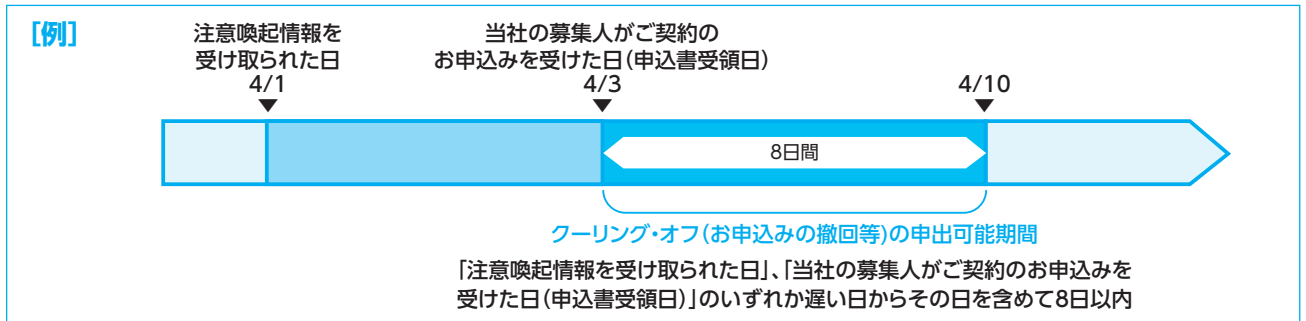 ［例］
注意喚起情報を
受け取られた日
4/1
当社の募集人がご契約の
お申込みを受けた日（申込書受領日）
4/3
4/10
8日間
クーリング・オフ（お申込みの撤回等）の申出可能期間
「注意喚起情報を受け取られた日」、「当社の募集人がご契約のお申込みを
受けた日（申込書受領日）」のいずれか遅い日からその日を含めて8日以内